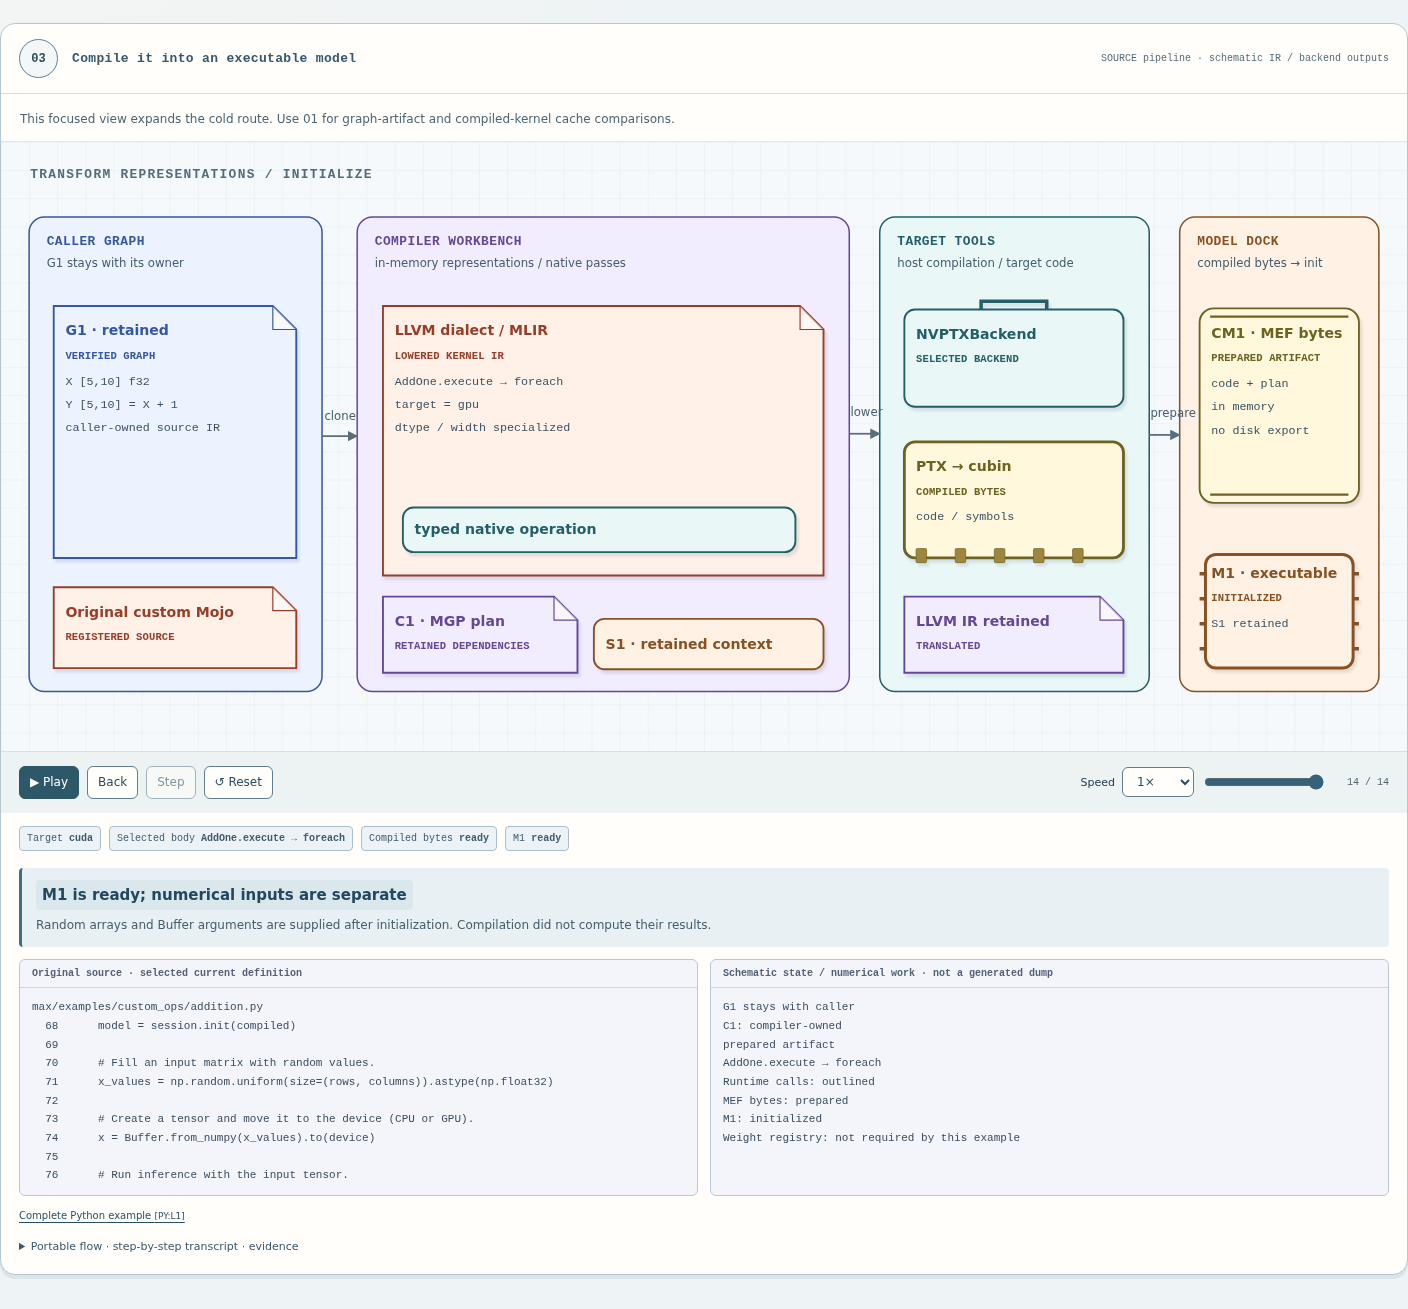 03
Compile it into an executable model
SOURCE pipeline · schematic IR / backend outputs
This focused view expands the cold route. Use 01 for graph-artifact and compiled-kernel cache comparisons.
TRANSFORM REPRESENTATIONS / INITIALIZE
CALLER GRAPH
G1 stays with its owner
G1 · retained
VERIFIED GRAPH
X [5,10] f32
Y [5,10] = X + 1
caller-owned source IR
Original custom Mojo
REGISTERED SOURCE
clone
COMPILER WORKBENCH
in-memory representations / native passes
LLVM dialect / MLIR
LOWERED KERNEL IR
AddOne.execute → foreach
target = gpu
dtype / width specialized
typed native operation
C1 · MGP plan
RETAINED DEPENDENCIES
S1 · retained context
lower
TARGET TOOLS
host compilation / target code
NVPTXBackend
SELECTED BACKEND
PTX → cubin
COMPILED BYTES
code / symbols
LLVM IR retained
TRANSLATED
prepare
MODEL DOCK
compiled bytes → init
CM1 · MEF bytes
PREPARED ARTIFACT
code + plan
in memory
no disk export
M1 · executable
INITIALIZED
S1 retained
▶ Play
Back
Step
↺ Reset
Speed
1×
14 / 14
Target cuda
Selected body AddOne.execute → foreach
Compiled bytes ready
M1 ready
M1 is ready; numerical inputs are separate
Random arrays and Buffer arguments are supplied after initialization. Compilation did not compute their results.
Original source · selected current definition
max/examples/custom_ops/addition.py
68      model = session.init(compiled)
69
70      # Fill an input matrix with random values.
71      x_values = np.random.uniform(size=(rows, columns)).astype(np.float32)
72
73      # Create a tensor and move it to the device (CPU or GPU).
74      x = Buffer.from_numpy(x_values).to(device)
75
76      # Run inference with the input tensor.
Schematic state / numerical work · not a generated dump
G1 stays with caller
C1: compiler-owned
prepared artifact
AddOne.execute → foreach
Runtime calls: outlined
MEF bytes: prepared
M1: initialized
Weight registry: not required by this example
Complete Python example [PY:L1]
▶ Portable flow · step-by-step transcript · evidence